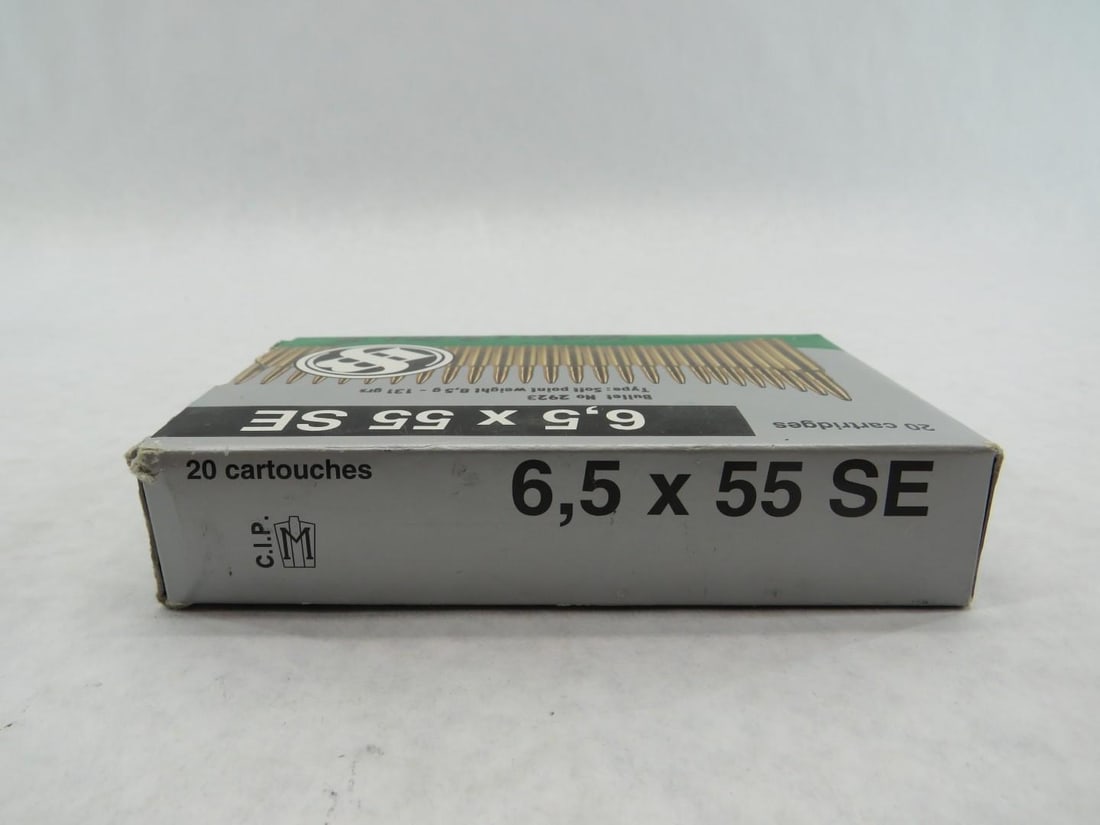 6,5 x 55 SE
Bullet No 2923
Type: Soft point weight 8,5 g - 131 grs
20 cartridges
20 cartouches
6,5 x 55 SE
C.I.P.
M